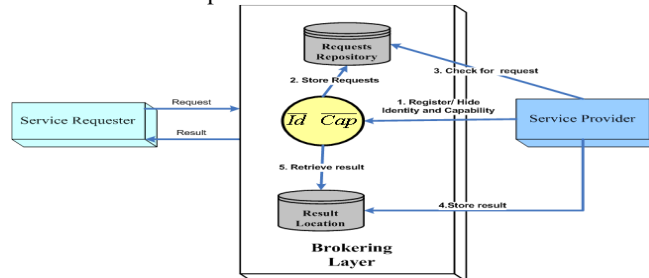 Requests
Repository
3. Check for request
2. Store Requests
Request
1. Register/ Hide
Identity and Capability
Service Requester
Id Cap
Service Provider
Result
5. Retrieve result
4.Store result
Result
Location
Brokering
Layer